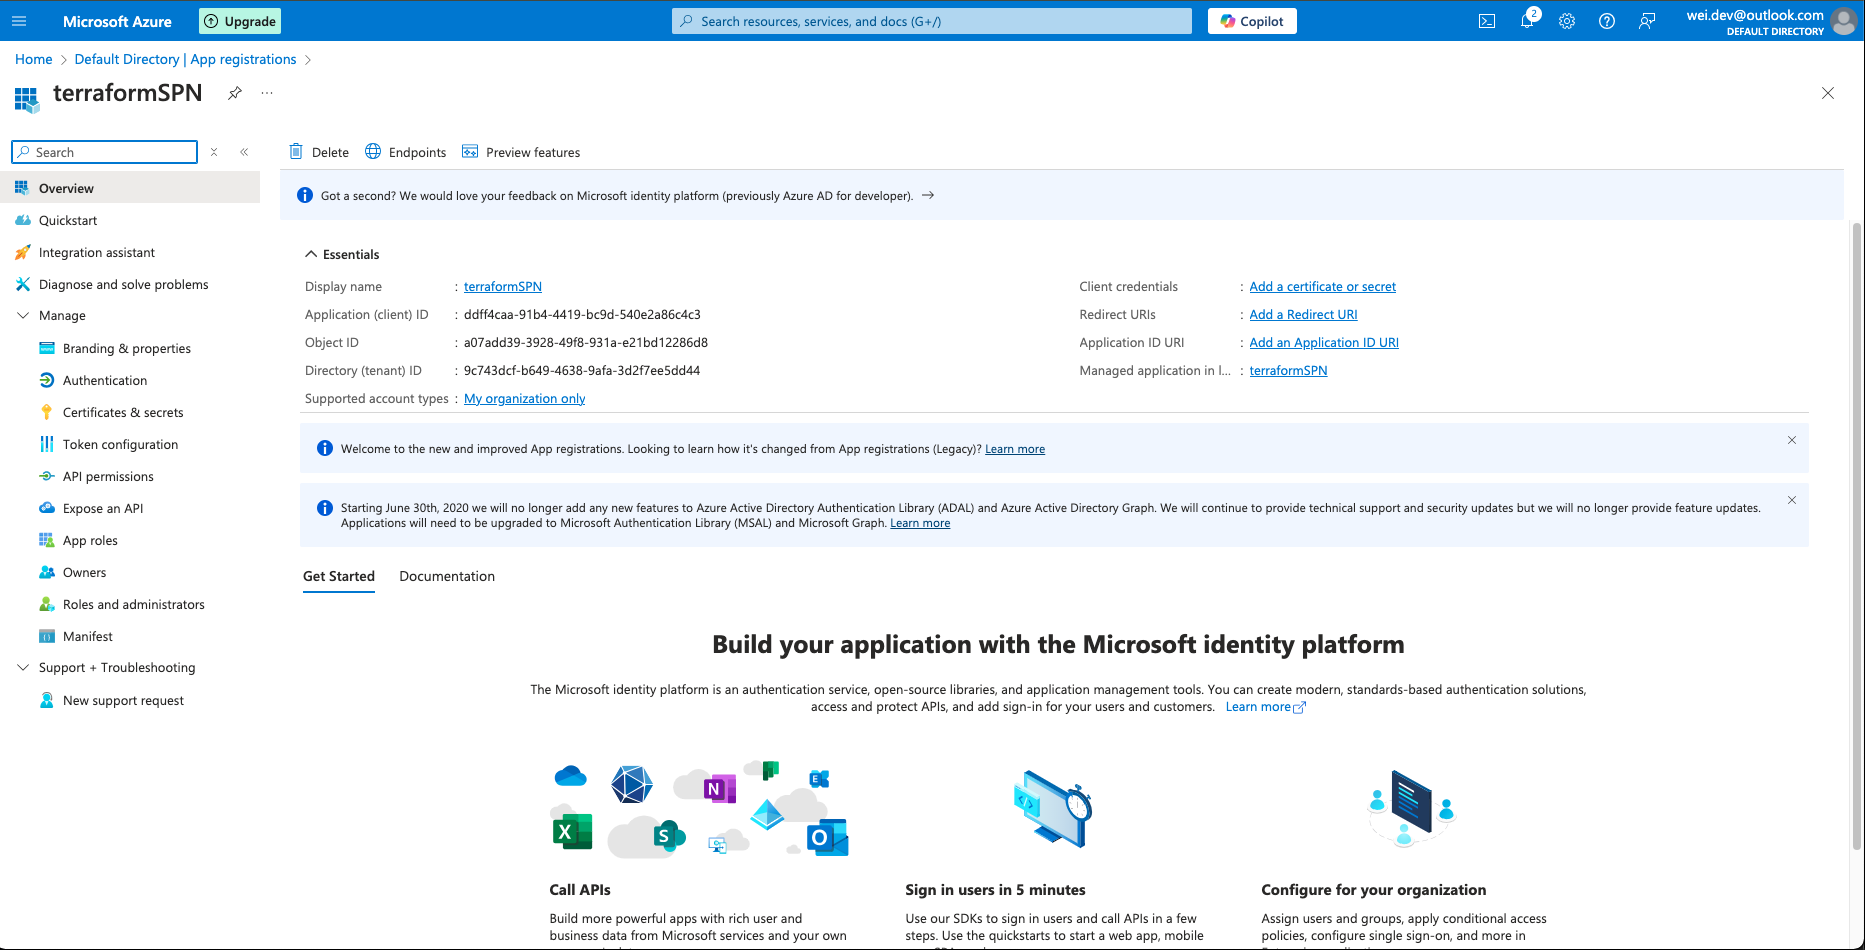 Microsoft Azure
Upgrade
Search resources, services, and docs (G+/)
Copilot
2
wei.dev@outlook.com
DEFAULT DIRECTORY
Home > Default Directory | App registrations >
terraformSPN
...
Search
Delete
Endpoints
Preview features
Overview
Quickstart
Integration assistant
Diagnose and solve problems
Manage
Branding & properties
Authentication
Certificates & secrets
Token configuration
API permissions
Expose an API
App roles
Owners
Roles and administrators
Manifest
Support + Troubleshooting
New support request
Got a second? We would love your feedback on Microsoft identity platform (previously Azure AD for developer). →
Essentials
Display name : terraformSPN
Application (client) ID : ddff4caa-91b4-4419-bc9d-540e2a86c4c3
Object ID : a07add39-3928-49f8-931a-e21bd12286d8
Directory (tenant) ID : 9c743dcf-b649-4638-9afa-3d2f7ee5dd44
Supported account types : My organization only
Client credentials : Add a certificate or secret
Redirect URIs : Add a Redirect URI
Application ID URI : Add an Application ID URI
Managed application in l... : terraformSPN
Welcome to the new and improved App registrations. Looking to learn how it's changed from App registrations (Legacy)? Learn more
Starting June 30th, 2020 we will no longer add any new features to Azure Active Directory Authentication Library (ADAL) and Azure Active Directory Graph. We will continue to provide technical support and security updates but we will no longer provide feature updates.
Applications will need to be upgraded to Microsoft Authentication Library (MSAL) and Microsoft Graph. Learn more
Get Started
Documentation
Build your application with the Microsoft identity platform
The Microsoft identity platform is an authentication service, open-source libraries, and application management tools. You can create modern, standards-based authentication solutions,
access and protect APIs, and add sign-in for your users and customers. Learn more
N
E
X
S
O
Call APIs
Build more powerful apps with rich user and
business data from Microsoft services and your own
Sign in users in 5 minutes
Use our SDKs to sign in users and call APIs in a few
steps. Use the quickstarts to start a web app, mobile
Configure for your organization
Assign users and groups, apply conditional access
policies, configure single sign-on, and more in